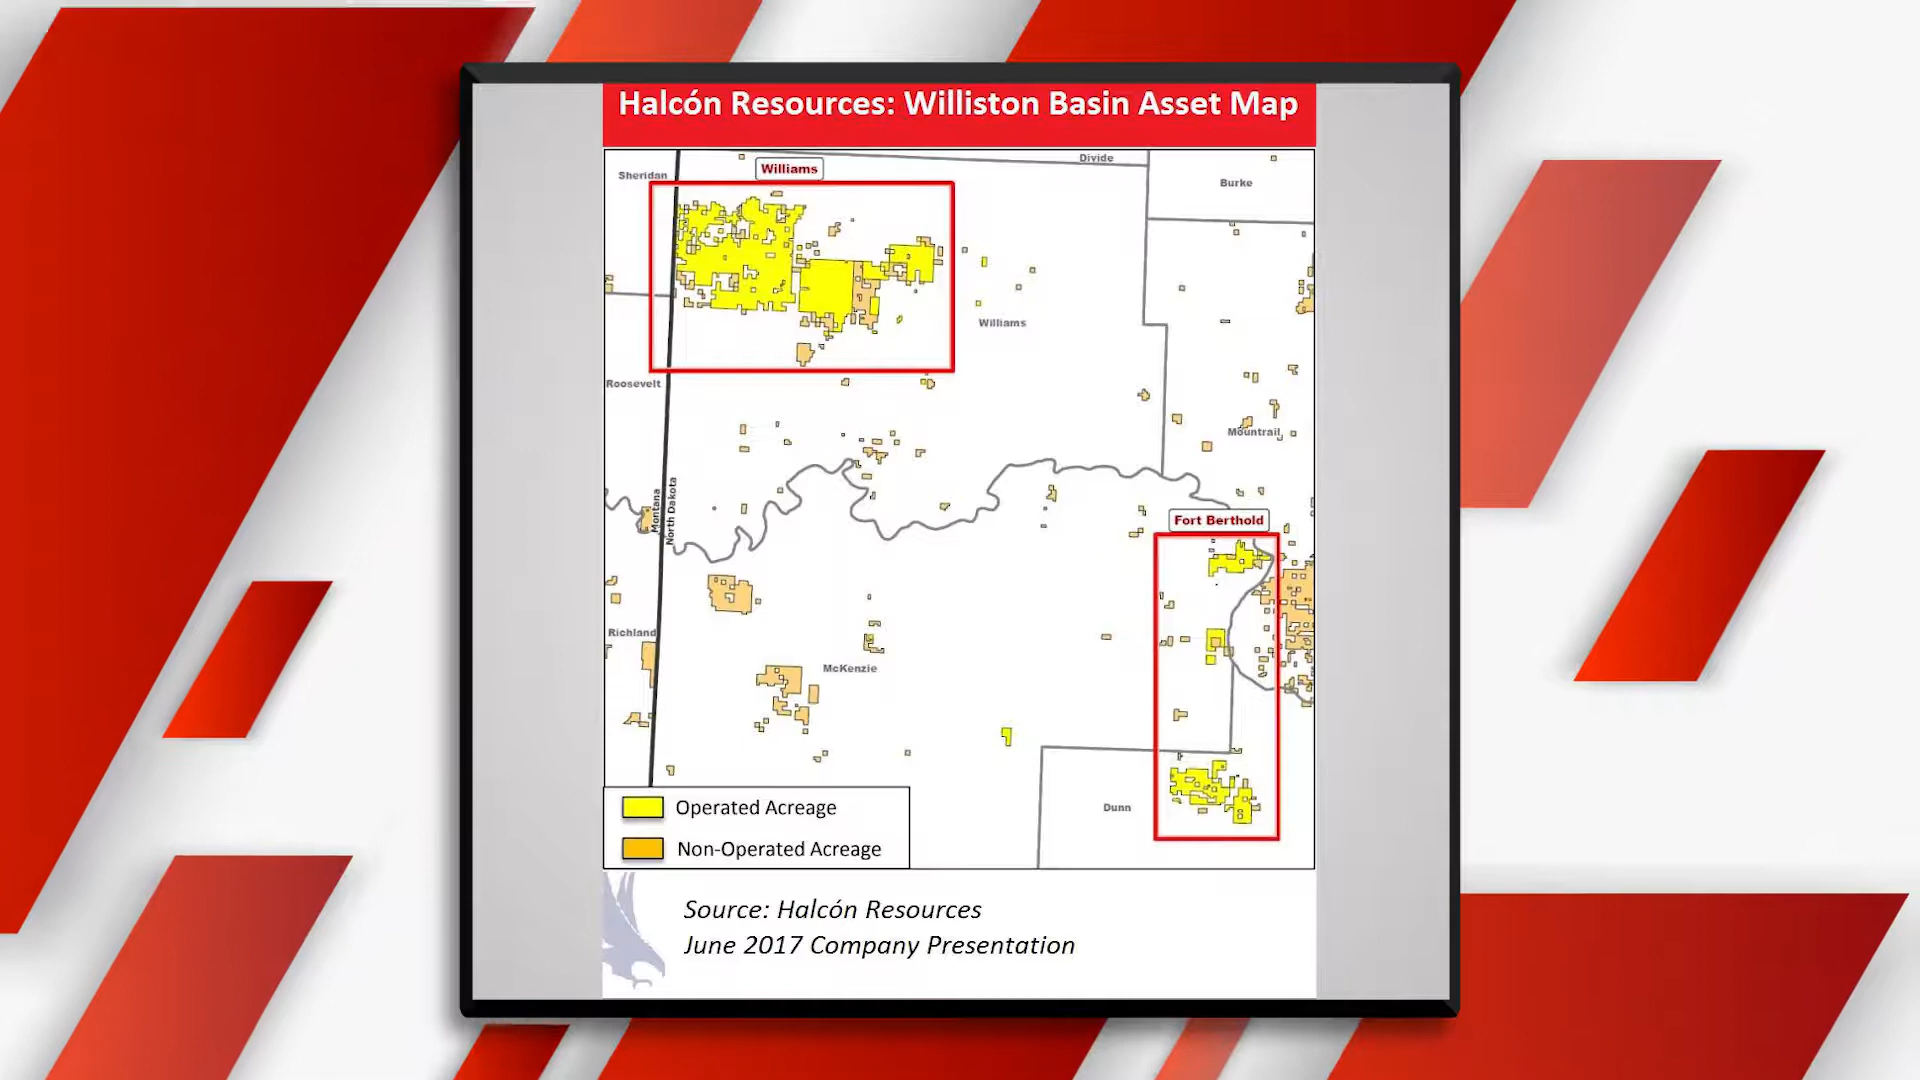 Halcón Resources: Williston Basin Asset Map
Divide
Williams
Sheridan
Burke
Williams
Roosevelt
Mountrail
Montana
North Dakota
Fort Berthold
Richland
McKenzie
Dunn
Operated Acreage
Non-Operated Acreage
Source: Halcón Resources
June 2017 Company Presentation